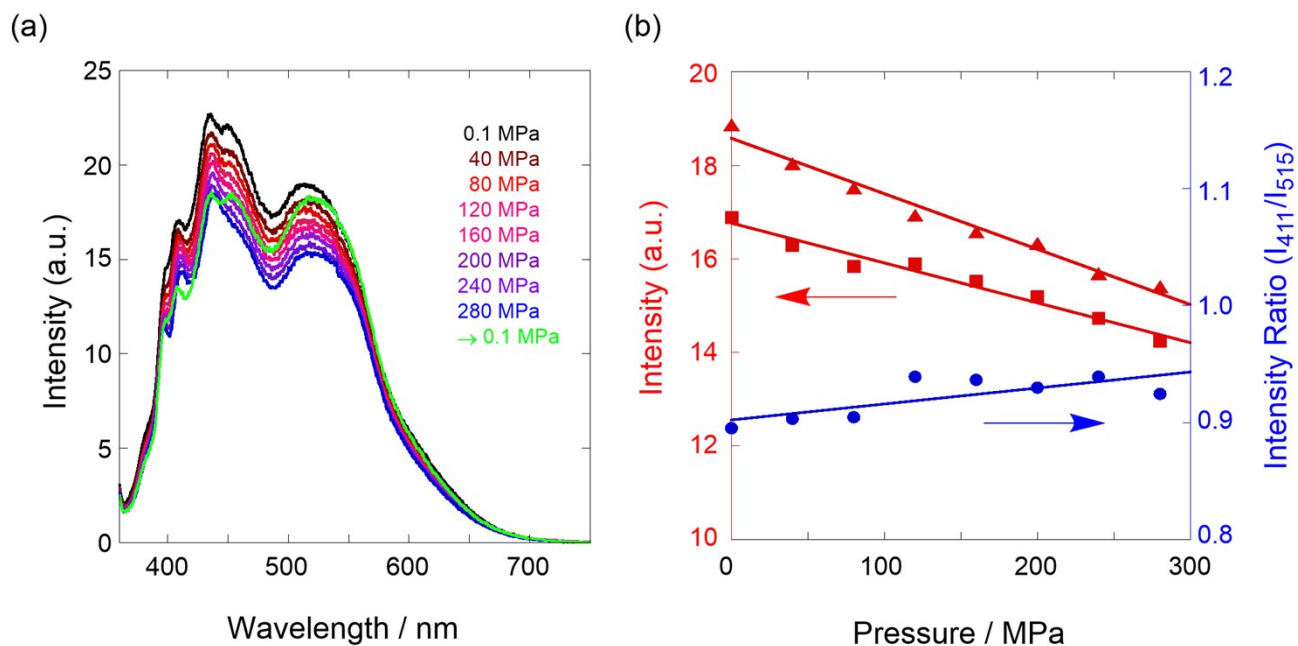 (a)
25
20
15
10
5
0
400
500
600
700
Intensity (a.u.)
Wavelength / nm
0.1 MPa
40 MPa
80 MPa
120 MPa
160 MPa
200 MPa
240 MPa
280 MPa
→ 0.1 MPa
(b)
20
18
16
14
12
10
Intensity (a.u.)
0
100
200
300
Pressure / MPa
1.2
1.1
1.0
0.9
0.8
Intensity Ratio (I411/I515)